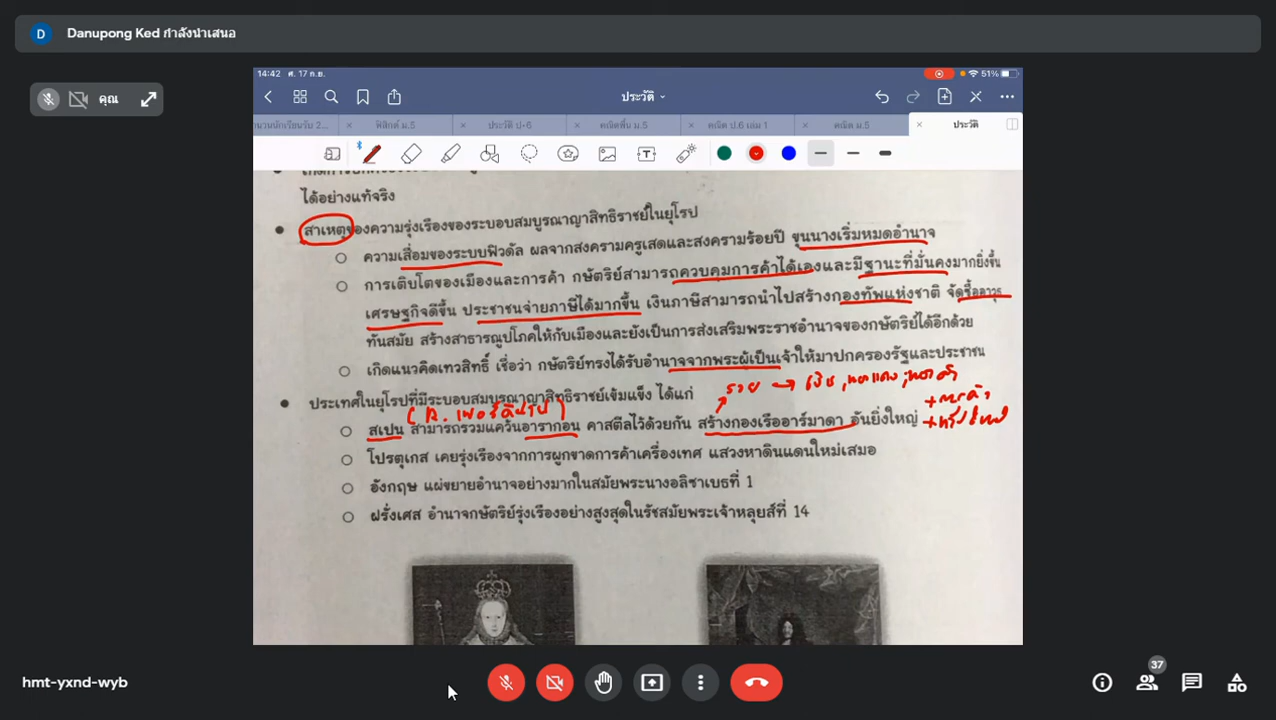 D Danupong Ked กำลังนำเสนอ
คุณ
14:42 ศ. 17 ก.ย.
51%
ประวัติ
ฟิสิกส์ ม.5
ประวัติ ป-6
คณิตพื้น ม.5
คณิต ป.6 เลม 1
คณิต ม.5
ประวัติ
ได้อย่างแท้จริง
สาเหตุของความรุ่งเรืองของระบอบสมบูรณาญาสิทธิราชย์ในยุโรป
ความเสื่อมของระบบฟิวดัล ผลจากสงครามครูเสดและสงครามร้อยปี ขุนนางเริ่มหมดอำนาจ
การเติบโตของเมืองและการค้า กษัตริย์สามารถควบคุมการค้าได้เองและมีฐานะที่มั่นคงมากยิ่งขึ้น
เศรษฐกิจดีขึ้น ประชาชนจ่ายภาษีได้มากขึ้น เงินภาษีสามารถนำไปสร้างกองทัพแห่งชาติ จัดซื้ออาวุธ
ทันสมัย สร้างสาธารณูปโภคให้กับเมืองและยังเป็นการส่งเสริมพระราชอำนาจของกษัตริย์ได้อีกด้วย
เกิดแนวคิดเทวสิทธิ์ เชื่อว่า กษัตริย์ทรงได้รับอำนาจจากพระผู้เป็นเจ้าให้มาปกครองรัฐและประชาชน
ประเทศในยุโรปที่มีระบอบสมบูรณาญาสิทธิราชย์เข้มแข็ง ได้แก่
รวย →
สเปน สามารถรวมแคว้นอารากอน คาสตีลไว้ด้วยกัน สร้างกองเรืออาร์มาดา อันยิ่งใหญ่
โปรตุเกส เคยรุ่งเรืองจากการผูกขาดการค้าเครื่องเทศ แสวงหาดินแดนใหม่เสมอ
อังกฤษ แผ่ขยายอำนาจอย่างมากในสมัยพระนางอลิซาเบธที่ 1
ฝรั่งเศส อำนาจกษัตริย์รุ่งเรืองอย่างสูงสุดในรัชสมัยพระเจ้าหลุยส์ที่ 14
hmt-yxnd-wyb
37